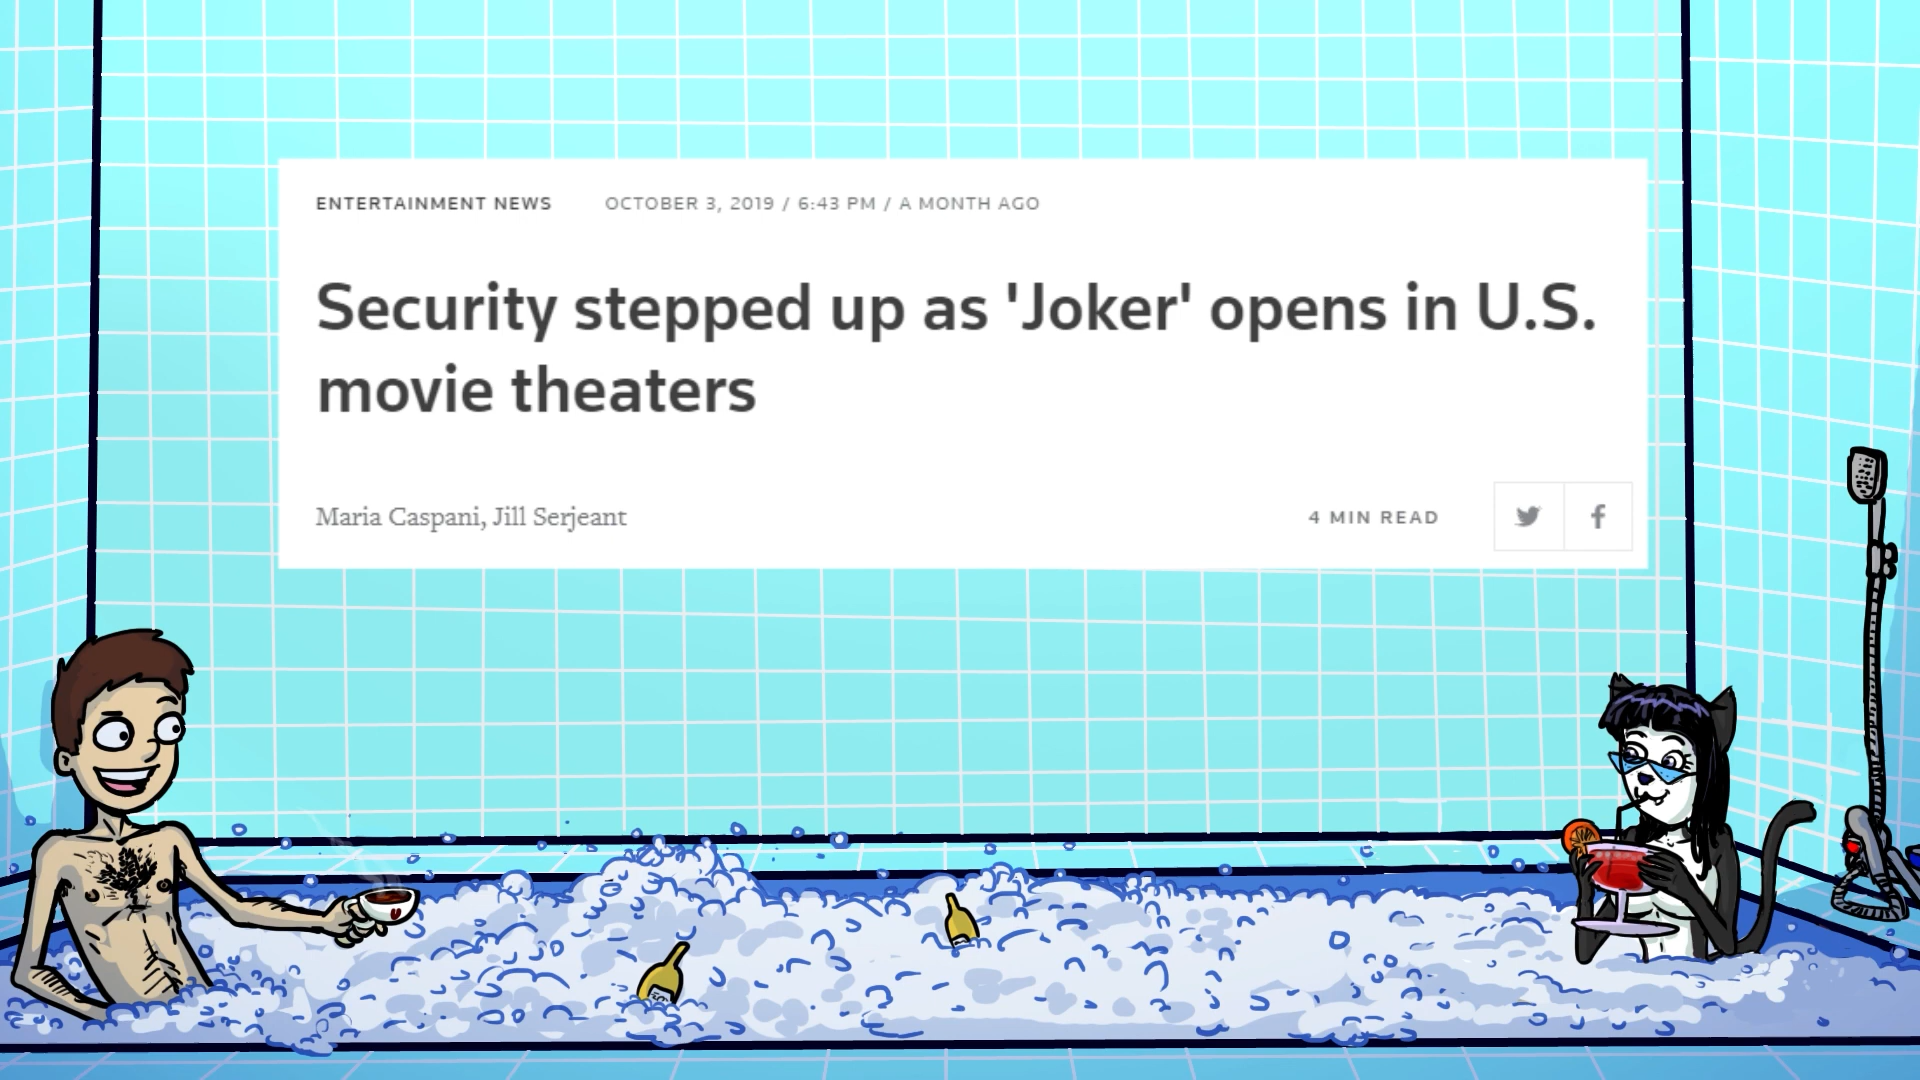 ENTERTAINMENT NEWS OCTOBER 3, 2019 / 6:43 PM / A MONTH AGO
Security stepped up as 'Joker' opens in U.S.
movie theaters
Maria Caspani, Jill Serjeant 4 MIN READ